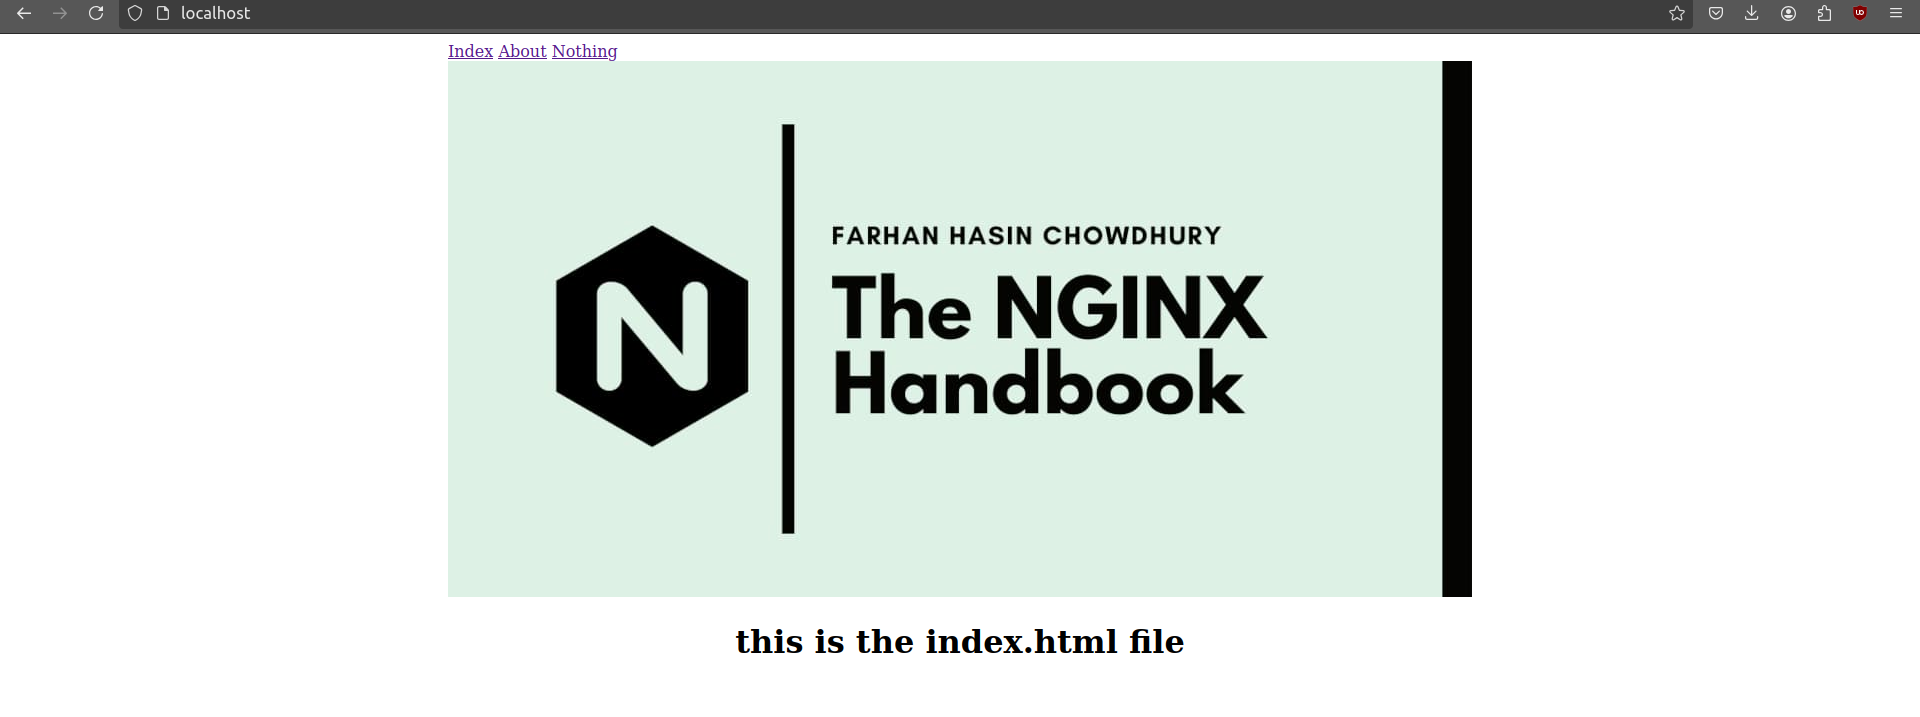 localhost
Index About Nothing
FARHAN HASIN CHOWDHURY
The NGINX
Handbook
this is the index.html file